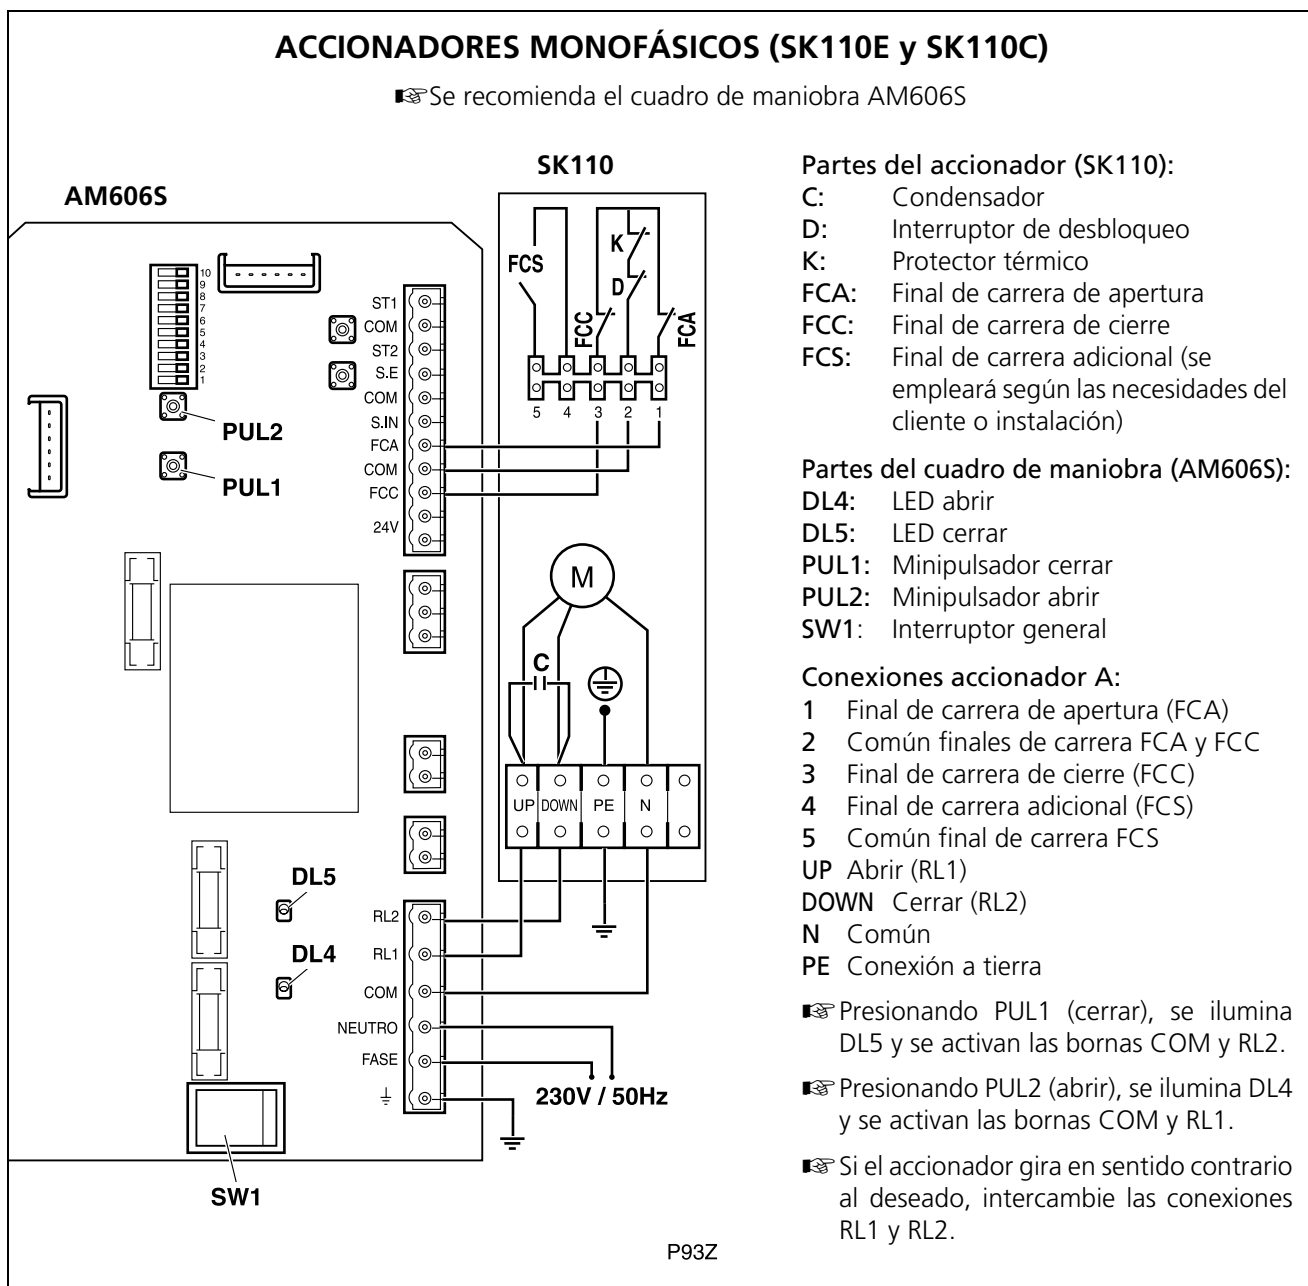 ACCIONADORES MONOFÁSICOS (SK110E y SK110C)
☞Se recomienda el cuadro de maniobra AM606S
SK110
AM606S
K
FCS
D
FCC
FCA
5 4 3 2 1
10
9
8
7
6
5
4
3
2
1
PUL2
PUL1
ST1
COM
ST2
S.E
COM
S.IN
FCA
COM
FCC
24V
M
C
UP DOWN PE N
DL5
DL4
RL2
RL1
COM
NEUTRO
FASE
230V / 50Hz
SW1
P93Z
Partes del accionador (SK110):
C: Condensador
D: Interruptor de desbloqueo
K: Protector térmico
FCA: Final de carrera de apertura
FCC: Final de carrera de cierre
FCS: Final de carrera adicional (se
empleará según las necesidades del
cliente o instalación)
Partes del cuadro de maniobra (AM606S):
DL4: LED abrir
DL5: LED cerrar
PUL1: Minipulsador cerrar
PUL2: Minipulsador abrir
SW1: Interruptor general
Conexiones accionador A:
1 Final de carrera de apertura (FCA)
2 Común finales de carrera FCA y FCC
3 Final de carrera de cierre (FCC)
4 Final de carrera adicional (FCS)
5 Común final de carrera FCS
UP Abrir (RL1)
DOWN Cerrar (RL2)
N Común
PE Conexión a tierra
☞Presionando PUL1 (cerrar), se ilumina
DL5 y se activan las bornas COM y RL2.
☞Presionando PUL2 (abrir), se ilumina DL4
y se activan las bornas COM y RL1.
☞Si el accionador gira en sentido contrario
al deseado, intercambie las conexiones
RL1 y RL2.